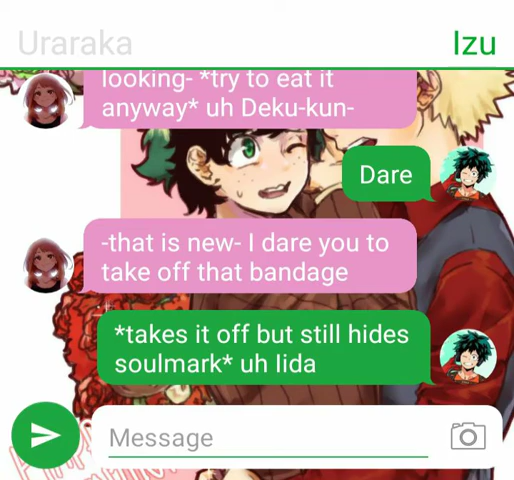 Uraraka
Izu
looking- *try to eat it
anyway* uh Deku-kun-
Dare
-that is new- I dare you to
take off that bandage
*takes it off but still hides
soulmark* uh Iida
Message